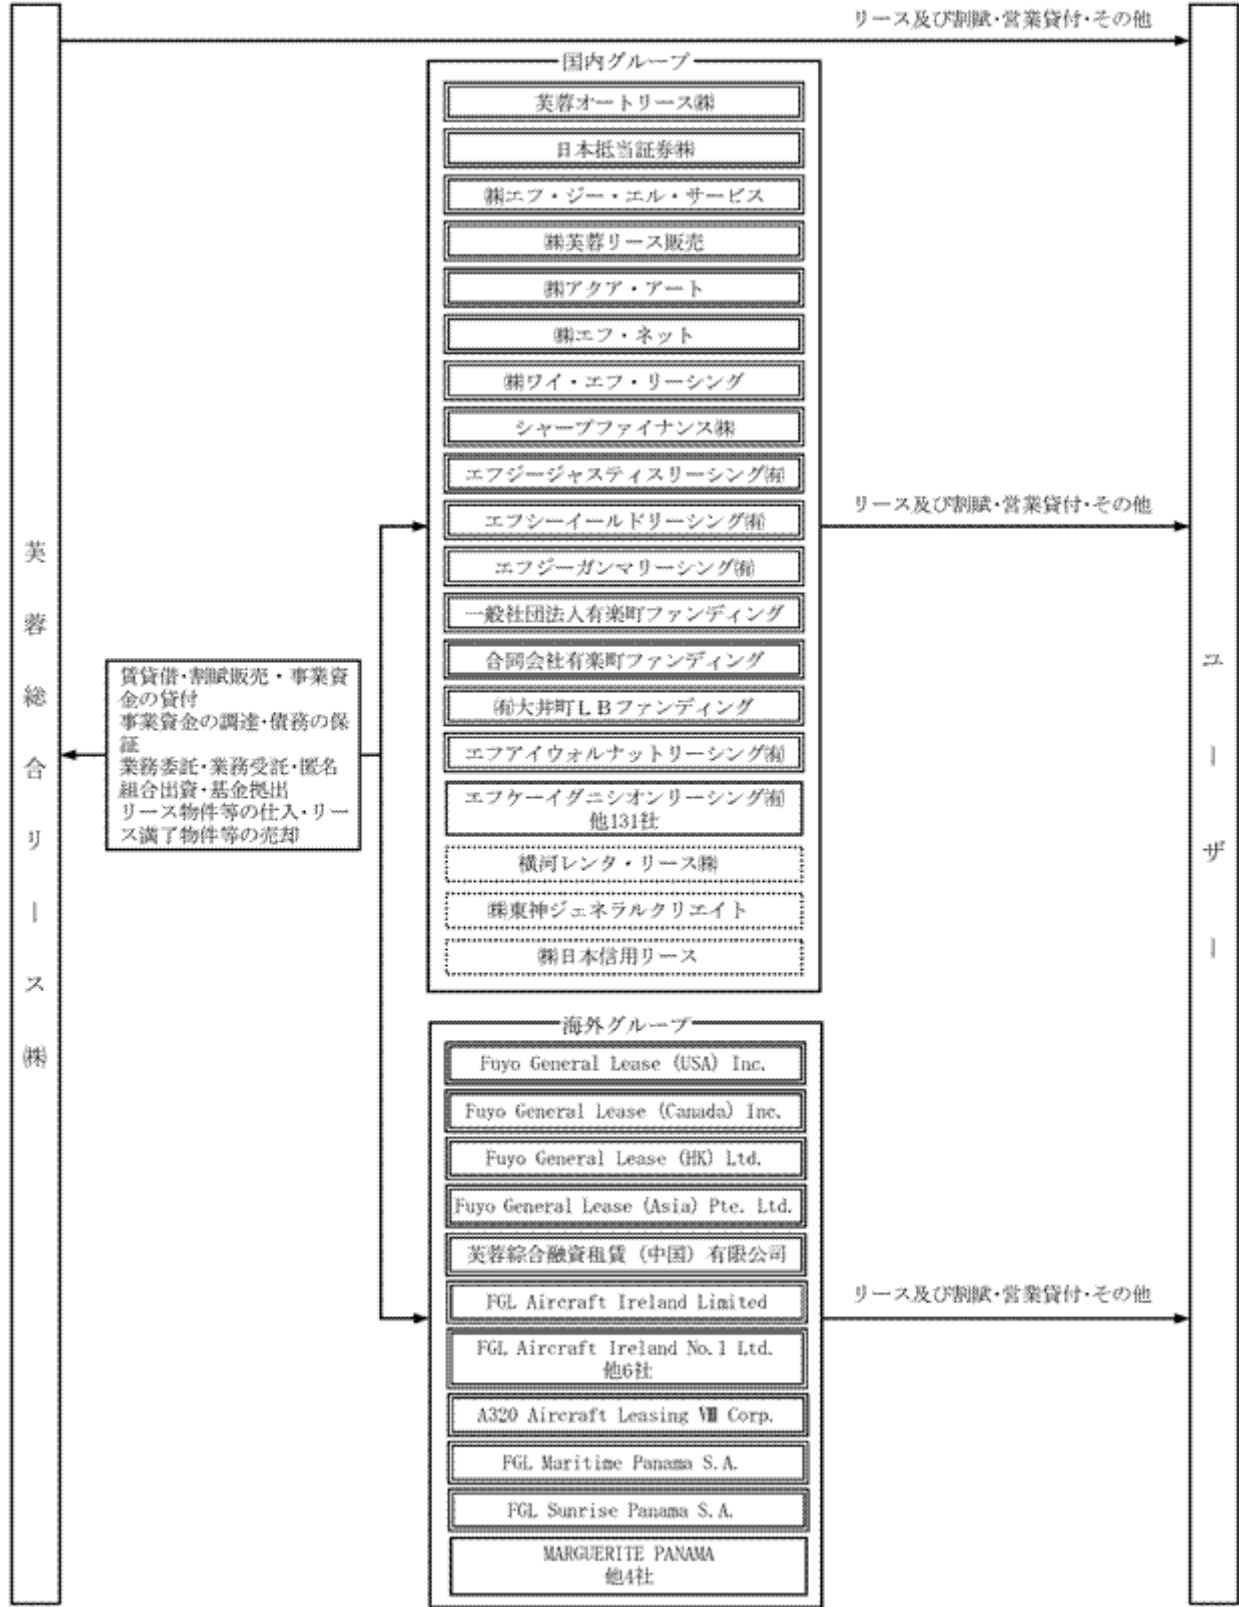 リース及び割賦・営業貸付・その他
国内グループ
芙蓉オートリース㈱
日本抵当証券㈱
㈱エフ・ジー・エル・サービス
㈱芙蓉リース販売
㈱アクア・アート
㈱エフ・ネット
㈱ワイ・エフ・リーシング
シャープファイナンス㈱
エフジージャスティスリーシング㈲
エフシーイールドリーシング㈲
エフジーガンマリーシング㈲
一般社団法人有楽町ファンディング
合同会社有楽町ファンディング
㈲大井町LBファンディング
エフアイウォルナットリーシング㈲
エフケーイグニシオンリーシング㈲
他131社
横河レンタ・リース㈱
㈱東神ジェネラルクリエイト
㈱日本信用リース
リース及び割賦・営業貸付・その他
芙蓉総合リース㈱
賃貸借・割賦販売・事業資
金の貸付
事業資金の調達・債務の保
証
業務委託・業務受託・匿名
組合出資・基金拠出
リース物件等の仕入・リー
ス満了物件等の売却
ユーザー
海外グループ
Fuyo General Lease (USA) Inc.
Fuyo General Lease (Canada) Inc.
Fuyo General Lease (HK) Ltd.
Fuyo General Lease (Asia) Pte. Ltd.
芙蓉綜合融資租賃（中国）有限公司
FGL Aircraft Ireland Limited
FGL Aircraft Ireland No.1 Ltd.
他6社
A320 Aircraft Leasing Ⅷ Corp.
FGL Maritime Panama S.A.
FGL Sunrise Panama S.A.
MARGUERITE PANAMA
他4社
リース及び割賦・営業貸付・その他